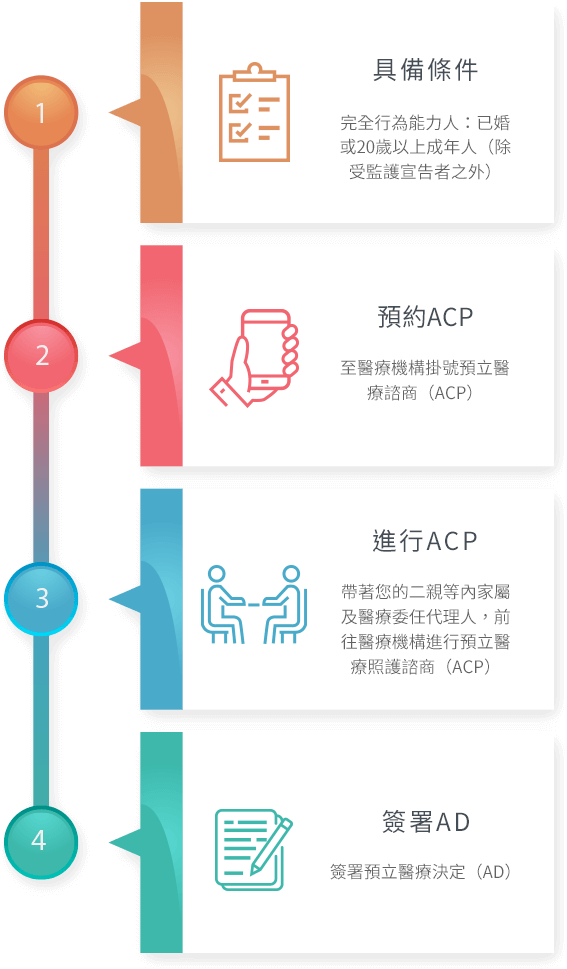 1
具備條件
完全行為能力人：已婚
或20歲以上成年人（除
受監護宣告者之外）
2
預約ACP
至醫療機構掛號預立醫
療諮商（ACP）
3
進行ACP
帶著您的二親等內家屬
及醫療委任代理人，前
往醫療機構進行預立醫
療照護諮商（ACP）
4
簽署AD
簽署預立醫療決定（AD）